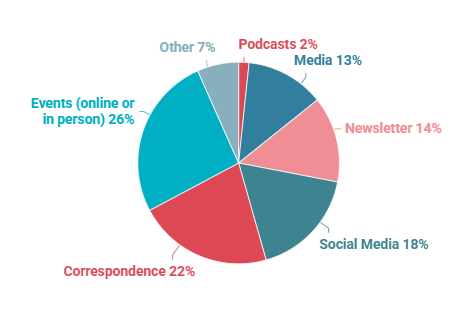 Other 7%
Podcasts 2%
Media 13%
Newsletter 14%
Social Media 18%
Correspondence 22%
Events (online or
in person) 26%